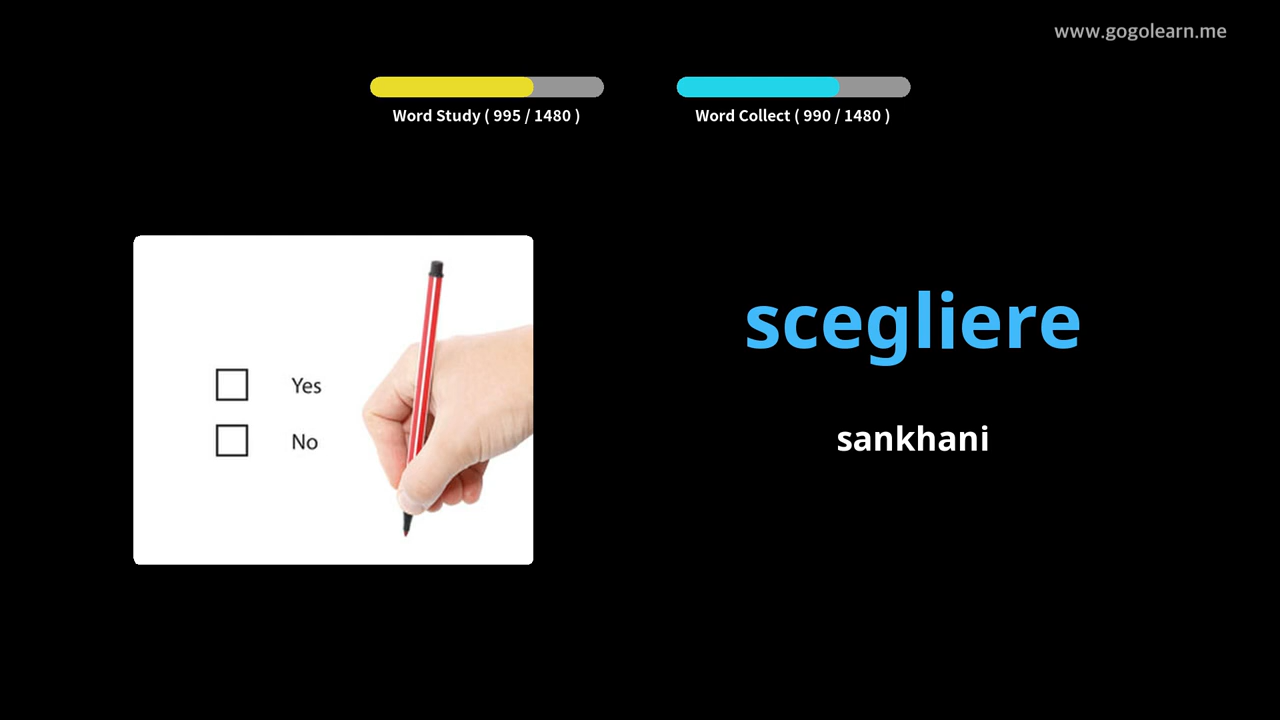 www.gogolearn.me
Word Study ( 995 / 1480 )
Word Collect ( 990 / 1480 )
Yes
No
scegliere
sankhani